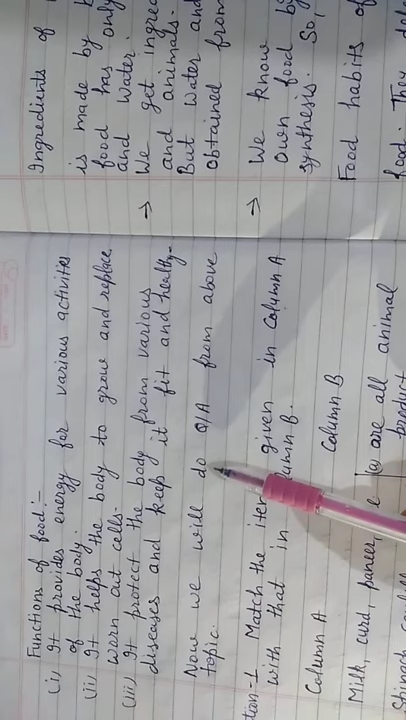 Functions of food:-
(i) It provides energy for various activities
of the body.
(ii) It helps the body to grow and replace
worn out cells.
(iii) It protect the body from various
diseases and keep it fit and healthy.
Now we will do Q/A from above
topic.
Match the given in Column A
with that in B.
Column A Column B
Milk, curd, paneer, are all animal
product
Ingredients of
is made by
food has only
and water.
→ We get
and animals.
But water and
obtained from
→ We know
own food by
synthesis. So,
Food habits of
food. They